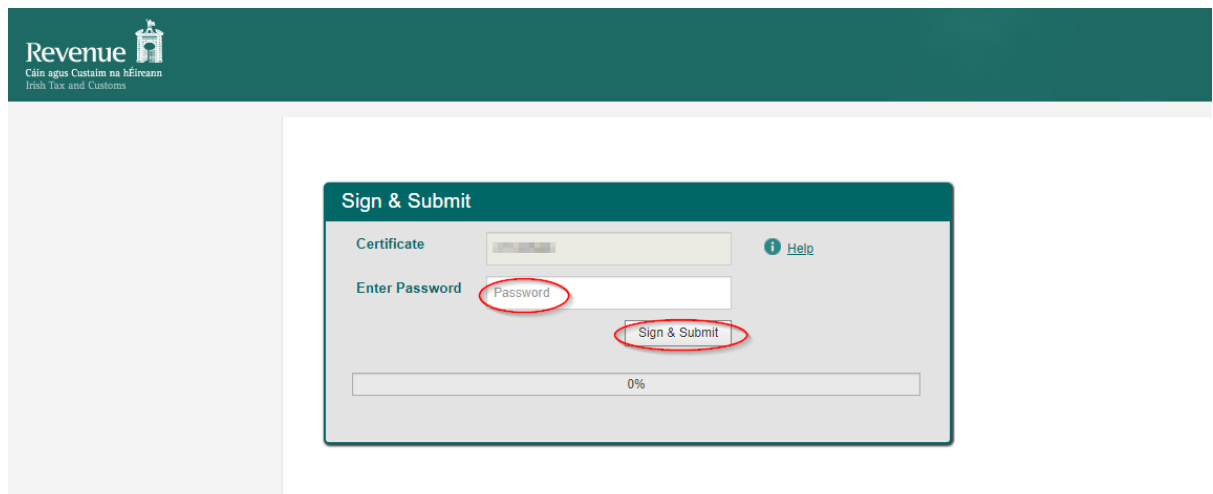 Revenue
Cáin agus Custaim na hÉireann
Irish Tax and Customs
Sign & Submit
Certificate
Help
Enter Password
Password
Sign & Submit
0%